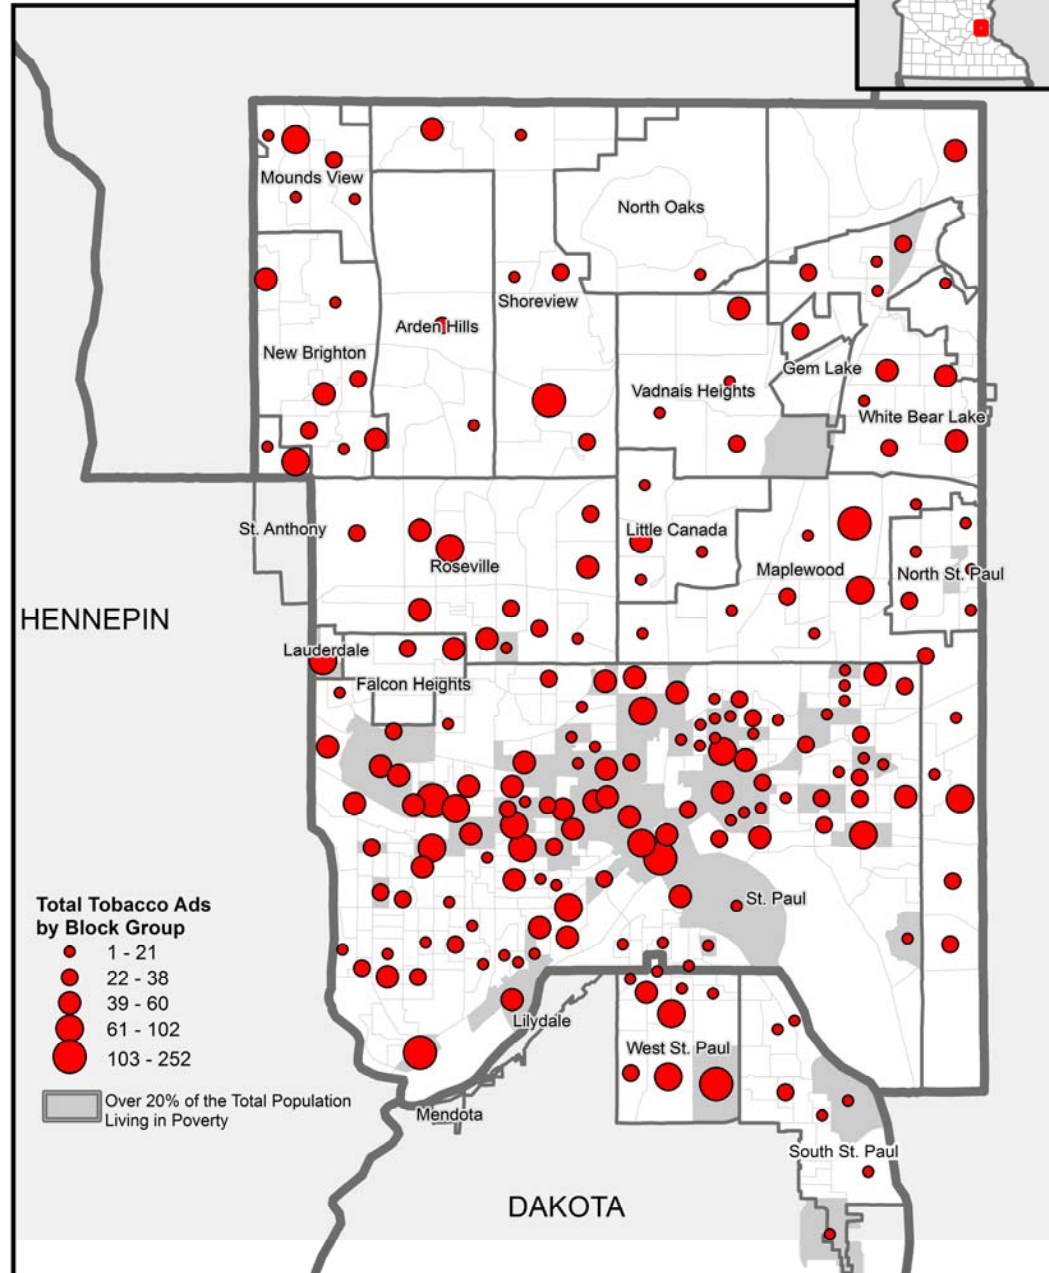 Mounds View
North Oaks
Shoreview
Arden Hills
New Brighton
Gem Lake
Vadnais Heights
White Bear Lake
St. Anthony
Little Canada
Roseville
Maplewood
North St. Paul
HENNEPIN
Lauderdale
Falcon Heights
St. Paul
Total Tobacco Ads
by Block Group
1 - 21
22 - 38
39 - 60
61 - 102
103 - 252
Over 20% of the Total Population
Living in Poverty
Lilydale
West St. Paul
Mendota
South St. Paul
DAKOTA